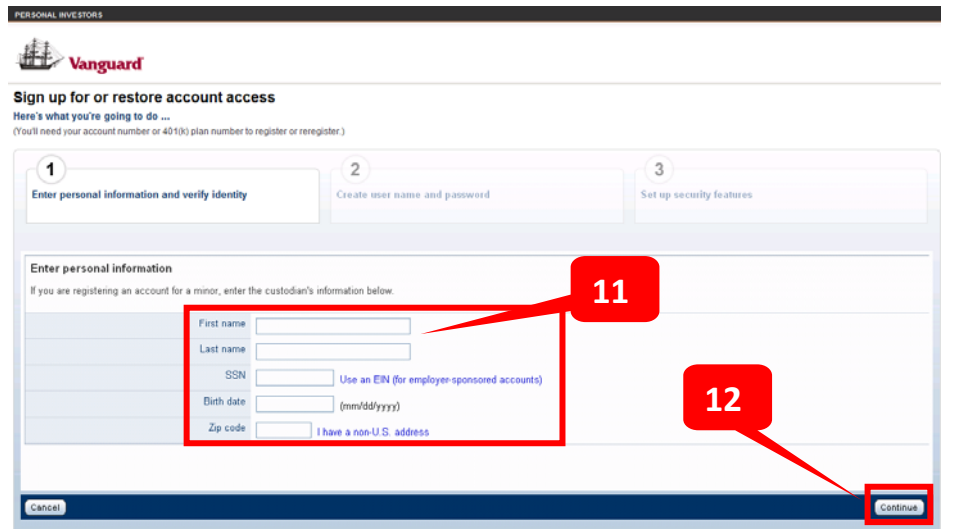 PERSONAL INVESTORS
Vanguard
Sign up for or restore account access
Here's what you're going to do ...
(You'll need your account number or 401(k) plan number to register or reregister.)
1
Enter personal information and verify identity
2
Create user name and password
3
Set up security features
Enter personal information
If you are registering an account for a minor, enter the custodian's information below.
11
First name
Last name
SSN Use an EIN (for employer-sponsored accounts)
Birth date (mm/dd/yyyy)
Zip code I have a non-U.S. address
12
Cancel Continue